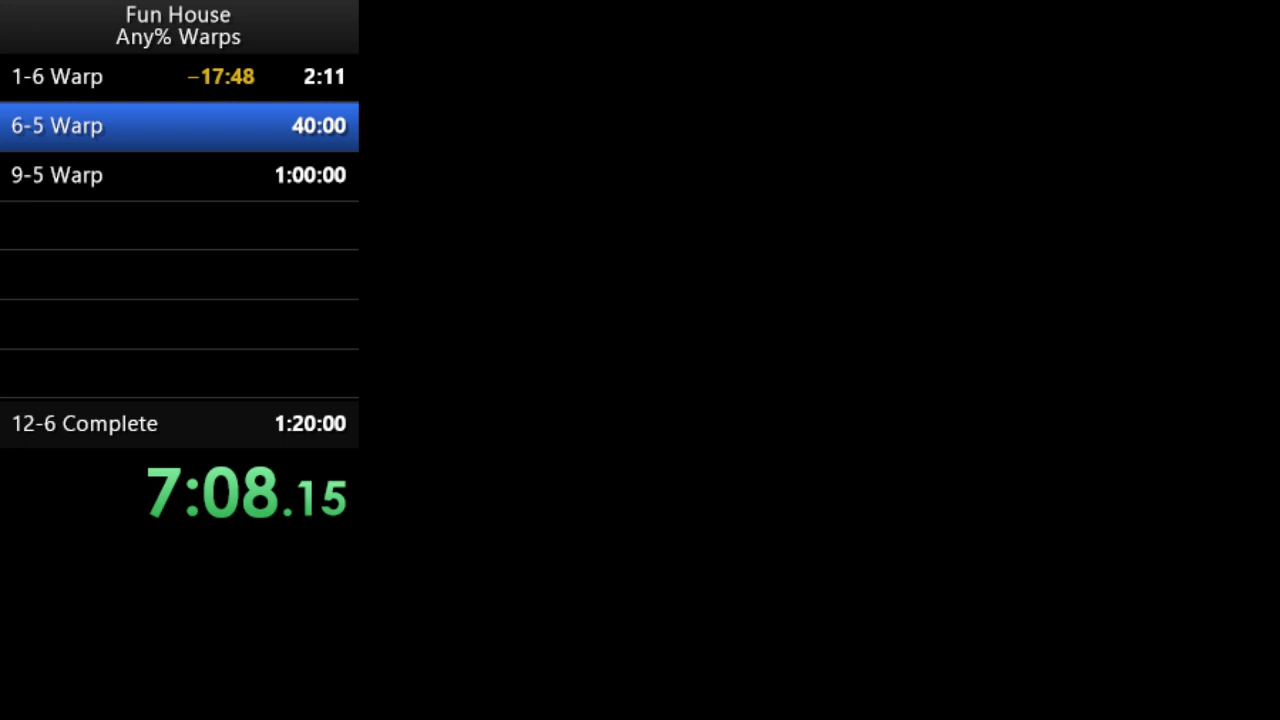 Fun House
Any% Warps
1-6 Warp −17:48 2:11
6-5 Warp 40:00
9-5 Warp 1:00:00
12-6 Complete 1:20:00
7:08.15